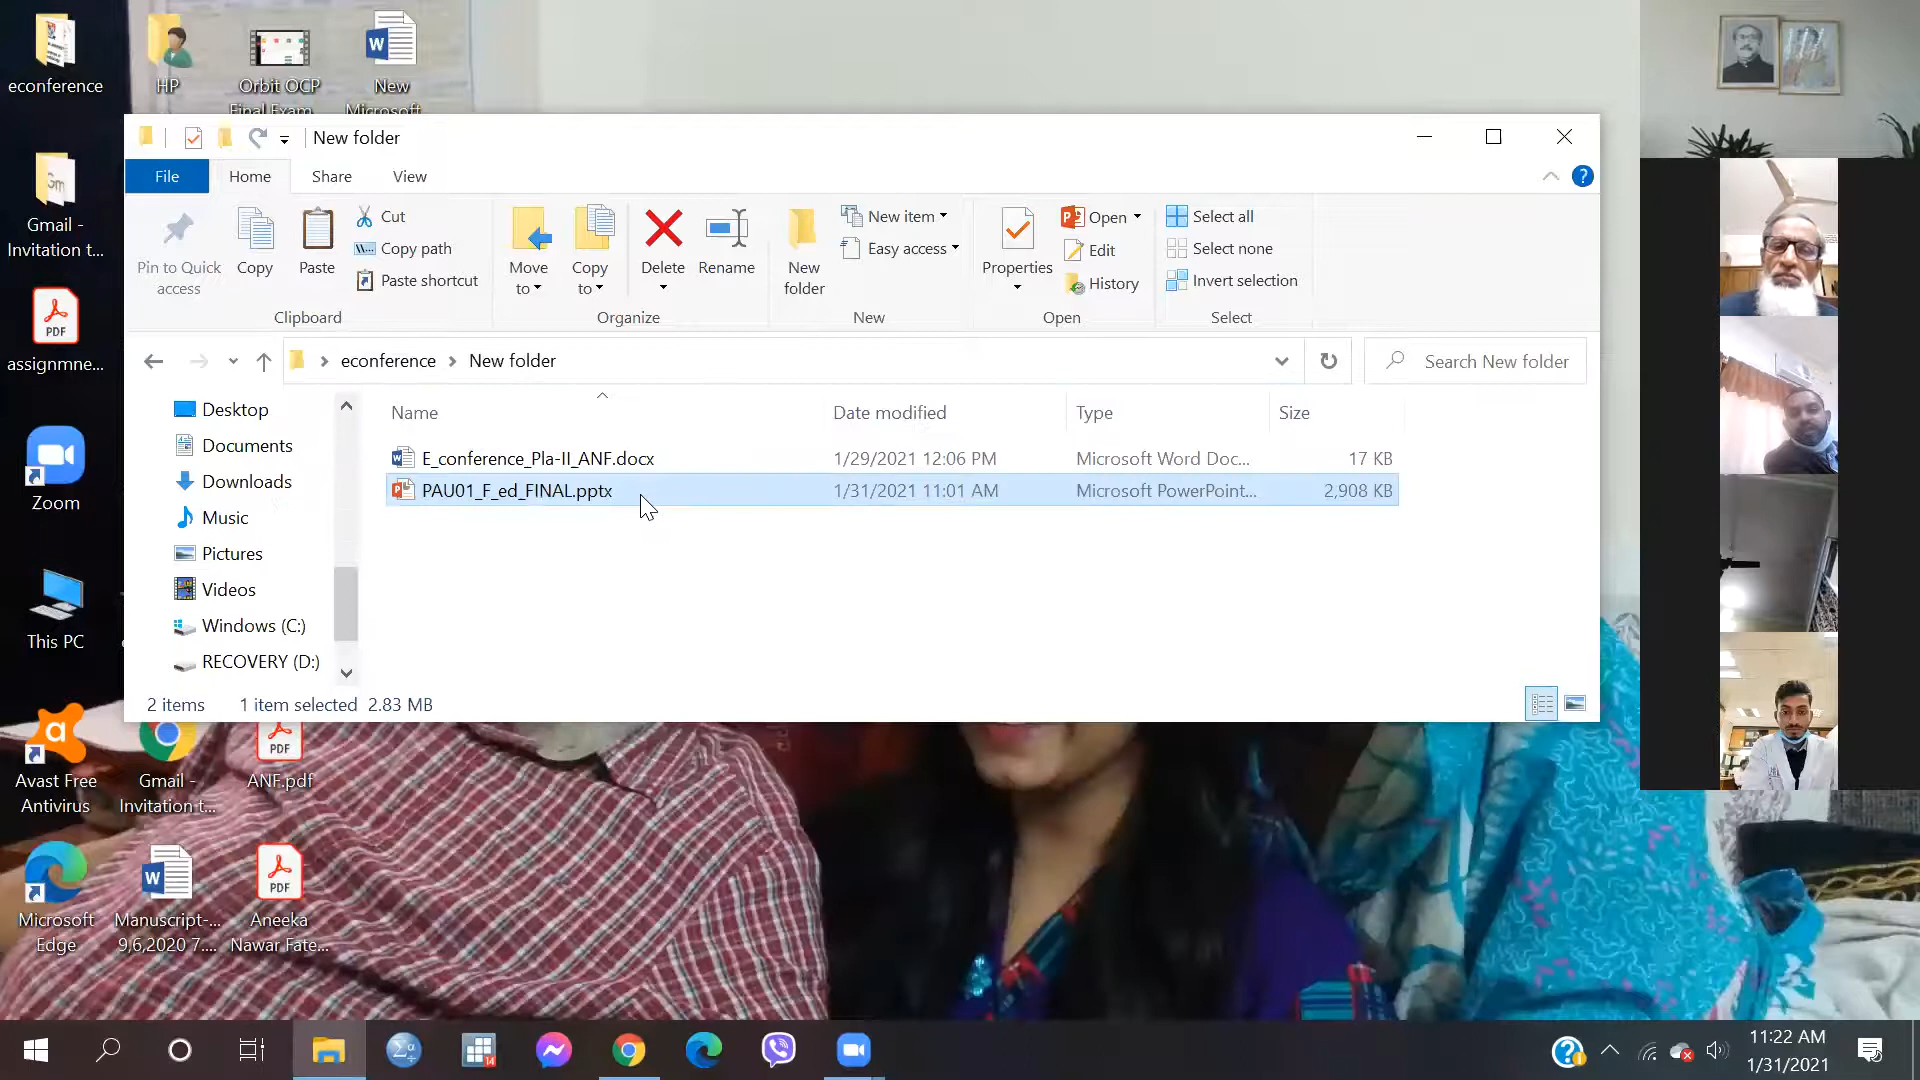 econference
HP
Orbit OCP
Final Exam
New
Microsoft
New folder
File
Home
Share
View
Pin to Quick
access
Copy
Paste
Cut
Copy path
Paste shortcut
Clipboard
Move
to
Copy
to
Delete
Rename
Organize
New
folder
New item
Easy access
New
Properties
Open
Edit
History
Open
Select all
Select none
Invert selection
Select
econference
New folder
Search New folder
Desktop
Documents
Downloads
Music
Pictures
Videos
Windows (C:)
RECOVERY (D:)
Name
Date modified
Type
Size
E_conference_Pla-II_ANF.docx
1/29/2021 12:06 PM
Microsoft Word Doc...
17 KB
PAU01_F_ed_FINAL.pptx
1/31/2021 11:01 AM
Microsoft PowerPoint...
2,908 KB
2 items
1 item selected
2.83 MB
Gm
Gmail -
Invitation t...
PDF
assignmne...
Zoom
This PC
Avast Free
Antivirus
Gmail -
Invitation t...
PDF
ANF.pdf
Microsoft
Edge
Manuscript-...
9,6,2020 7....
PDF
Aneeka
Nawar Fate...
14
11:22 AM
1/31/2021